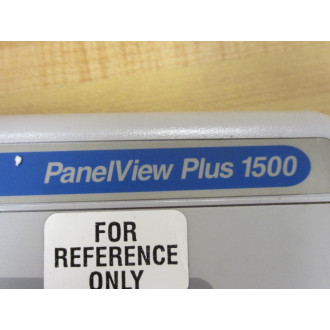 PanelView Plus 1500
FOR
REFERENCE
ONLY